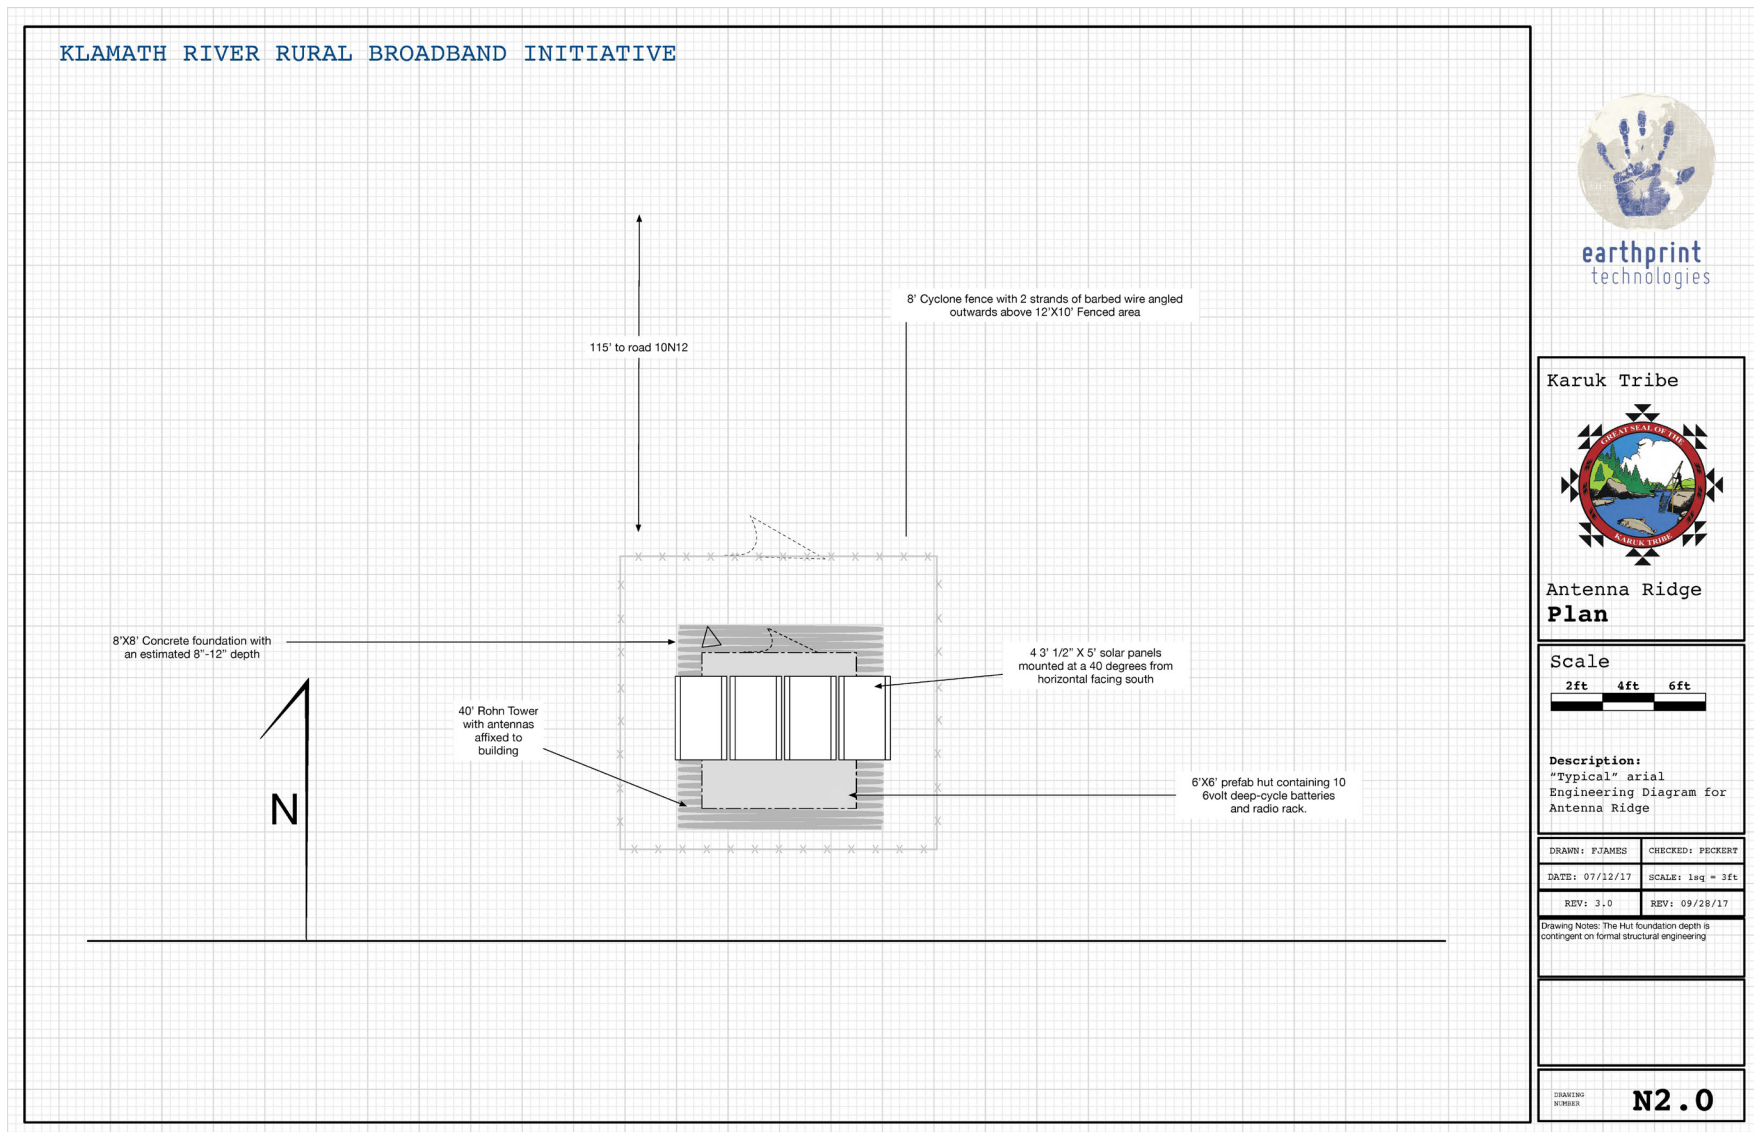 KLAMATH RIVER RURAL BROADBAND INITIATIVE
115' to road 10N12
8' Cyclone fence with 2 strands of barbed wire angled
outwards above 12'X10' Fenced area
8'X8' Concrete foundation with
an estimated 8"-12" depth
4 3' 1/2" X 5' solar panels
mounted at a 40 degrees from
horizontal facing south
40' Rohn Tower
with antennas
affixed to
building
6'X6' prefab hut containing 10
6volt deep-cycle batteries
and radio rack.
N
earthprint
technologies
Karuk Tribe
GREAT SEAL OF THE
KARUK TRIBE
Antenna Ridge
Plan
Scale
2ft 4ft 6ft
Description:
“Typical” arial
Engineering Diagram for
Antenna Ridge
DRAWN: FJAMES CHECKED: PECKERT
DATE: 07/12/17 SCALE: 1sq = 3ft
REV: 3.0 REV: 09/28/17
Drawing Notes: The Hut foundation depth is
contingent on formal structural engineering
DRAWING
NUMBER
N2.0